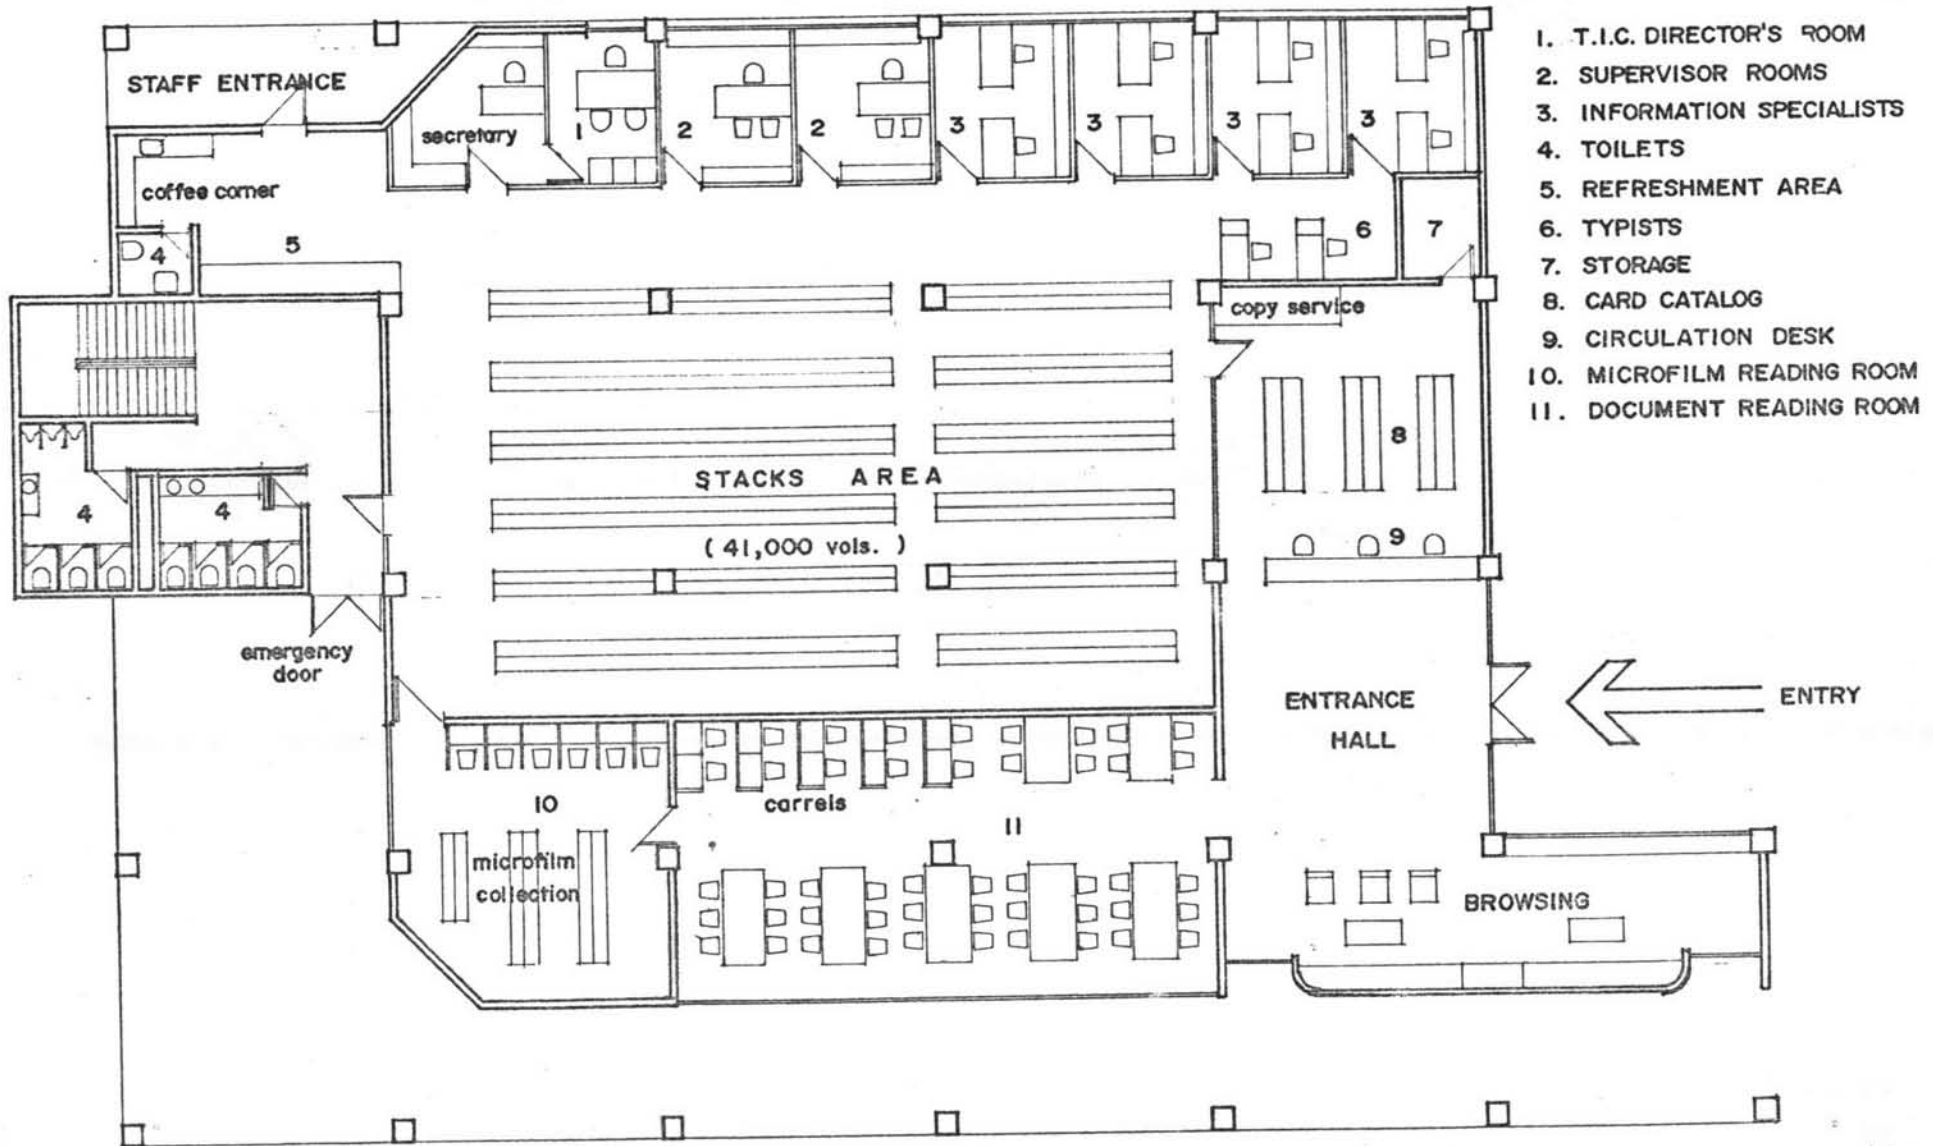 STAFF ENTRANCE
secretary
1
2
2
3
3
3
3
coffee corner
4
5
6
7
copy service
8
STACKS AREA
(41,000 vols.)
4
4
9
emergency
door
ENTRANCE
HALL
ENTRY
10
carrels
11
microfilm
collection
BROWSING
1. T.I.C. DIRECTOR'S ROOM
2. SUPERVISOR ROOMS
3. INFORMATION SPECIALISTS
4. TOILETS
5. REFRESHMENT AREA
6. TYPISTS
7. STORAGE
8. CARD CATALOG
9. CIRCULATION DESK
10. MICROFILM READING ROOM
11. DOCUMENT READING ROOM